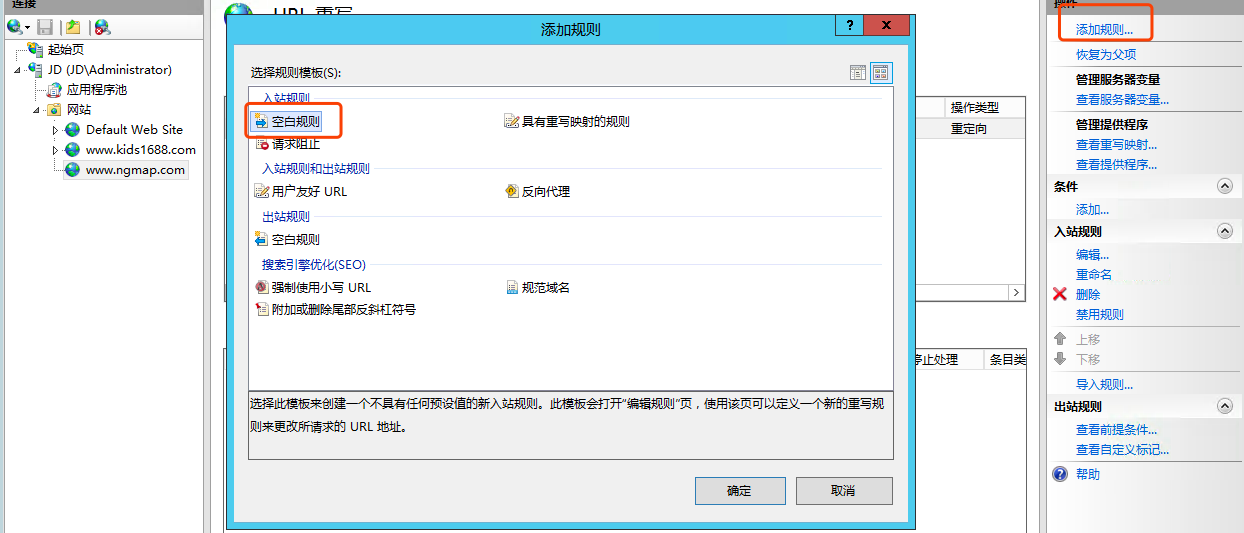 连接
起始页
JD (JD\Administrator)
应用程序池
网站
Default Web Site
www.kids1688.com
www.ngmap.com
URL 重写
添加规则
?
x
选择规则模板(S):
入站规则
空白规则
具有重写映射的规则
请求阻止
入站规则和出站规则
用户友好 URL
反向代理
出站规则
空白规则
搜索引擎优化(SEO)
强制使用小写 URL
规范域名
附加或删除尾部反斜杠符号
选择此模板来创建一个不具有任何预设值的新入站规则。此模板会打开“编辑规则”页，使用该页可以定义一个新的重写规
则来更改所请求的 URL 地址。
确定
取消
操作类型
重定向
停止处理
条目类
操作
添加规则...
恢复为父项
管理服务器变量
查看服务器变量...
管理提供程序
查看重写映射...
查看提供程序...
条件
添加...
入站规则
编辑...
重命名
删除
禁用规则
上移
下移
导入规则...
出站规则
查看前提条件...
查看自定义标记...
帮助